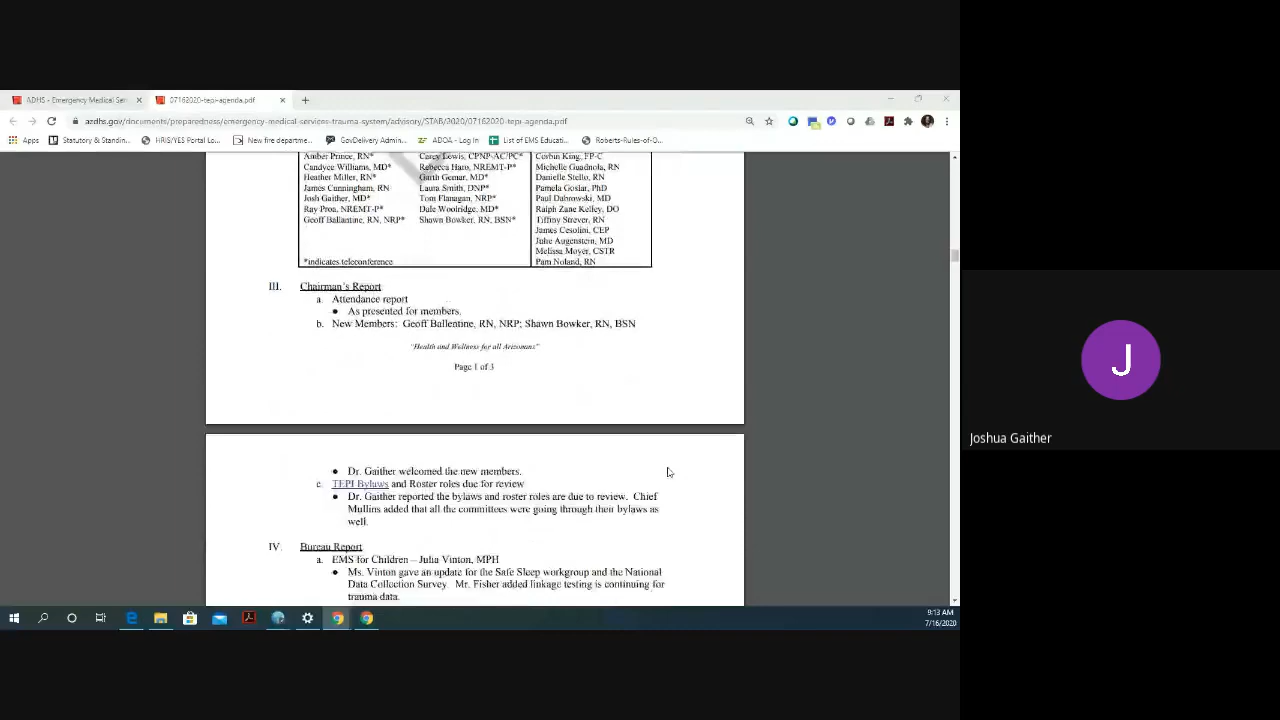 ADHS - Emergency Medical Ser
07162020-tepi-agenda.pdf
azdhs.gov/documents/preparedness/emergency-medical-services-trauma-system/advisory/STAB/2020/07162020-tepi-agenda.pdf
Apps
Statutory & Standin...
HRIS/YES Portal Lo...
New fire departme...
GovDelivery Admin...
ADOA - Log In
List of EMS Educati...
Roberts-Rules-of-O...
Amber Prince, RN* Carey Lewis, CPNP-AC/PC* Corbin King, FP-C
Candyce Williams, MD* Rebecca Haro, NREMT-P* Michelle Guadnola, RN
Heather Miller, RN* Garth Gemar, MD* Danielle Stello, RN
James Cunningham, RN Laura Smith, DNP* Pamela Goslar, PhD
Josh Gaither, MD* Tom Flanagan, NRP* Paul Dabrowski, MD
Ray Proa, NREMT-P* Dale Woolridge, MD* Ralph Zane Kelley, DO
Geoff Ballantine, RN, NRP* Shawn Bowker, RN, BSN* Tiffiny Strever, RN
James Cesolini, CEP
Julie Augenstein, MD
Melissa Moyer, CSTR
*indicates teleconference Pam Noland, RN
III. Chairman's Report
a. Attendance report
• As presented for members.
b. New Members: Geoff Ballentine, RN, NRP; Shawn Bowker, RN, BSN
"Health and Wellness for all Arizonans"
Page 1 of 3
• Dr. Gaither welcomed the new members.
c. TEPI Bylaws and Roster roles due for review
• Dr. Gaither reported the bylaws and roster roles are due to review. Chief
Mullins added that all the committees were going through their bylaws as
well.
IV. Bureau Report
a. EMS for Children – Julia Vinton, MPH
• Ms. Vinton gave an update for the Safe Sleep workgroup and the National
Data Collection Survey. Mr. Fisher added linkage testing is continuing for
trauma data.
9:13 AM
7/16/2020
J
Joshua Gaither